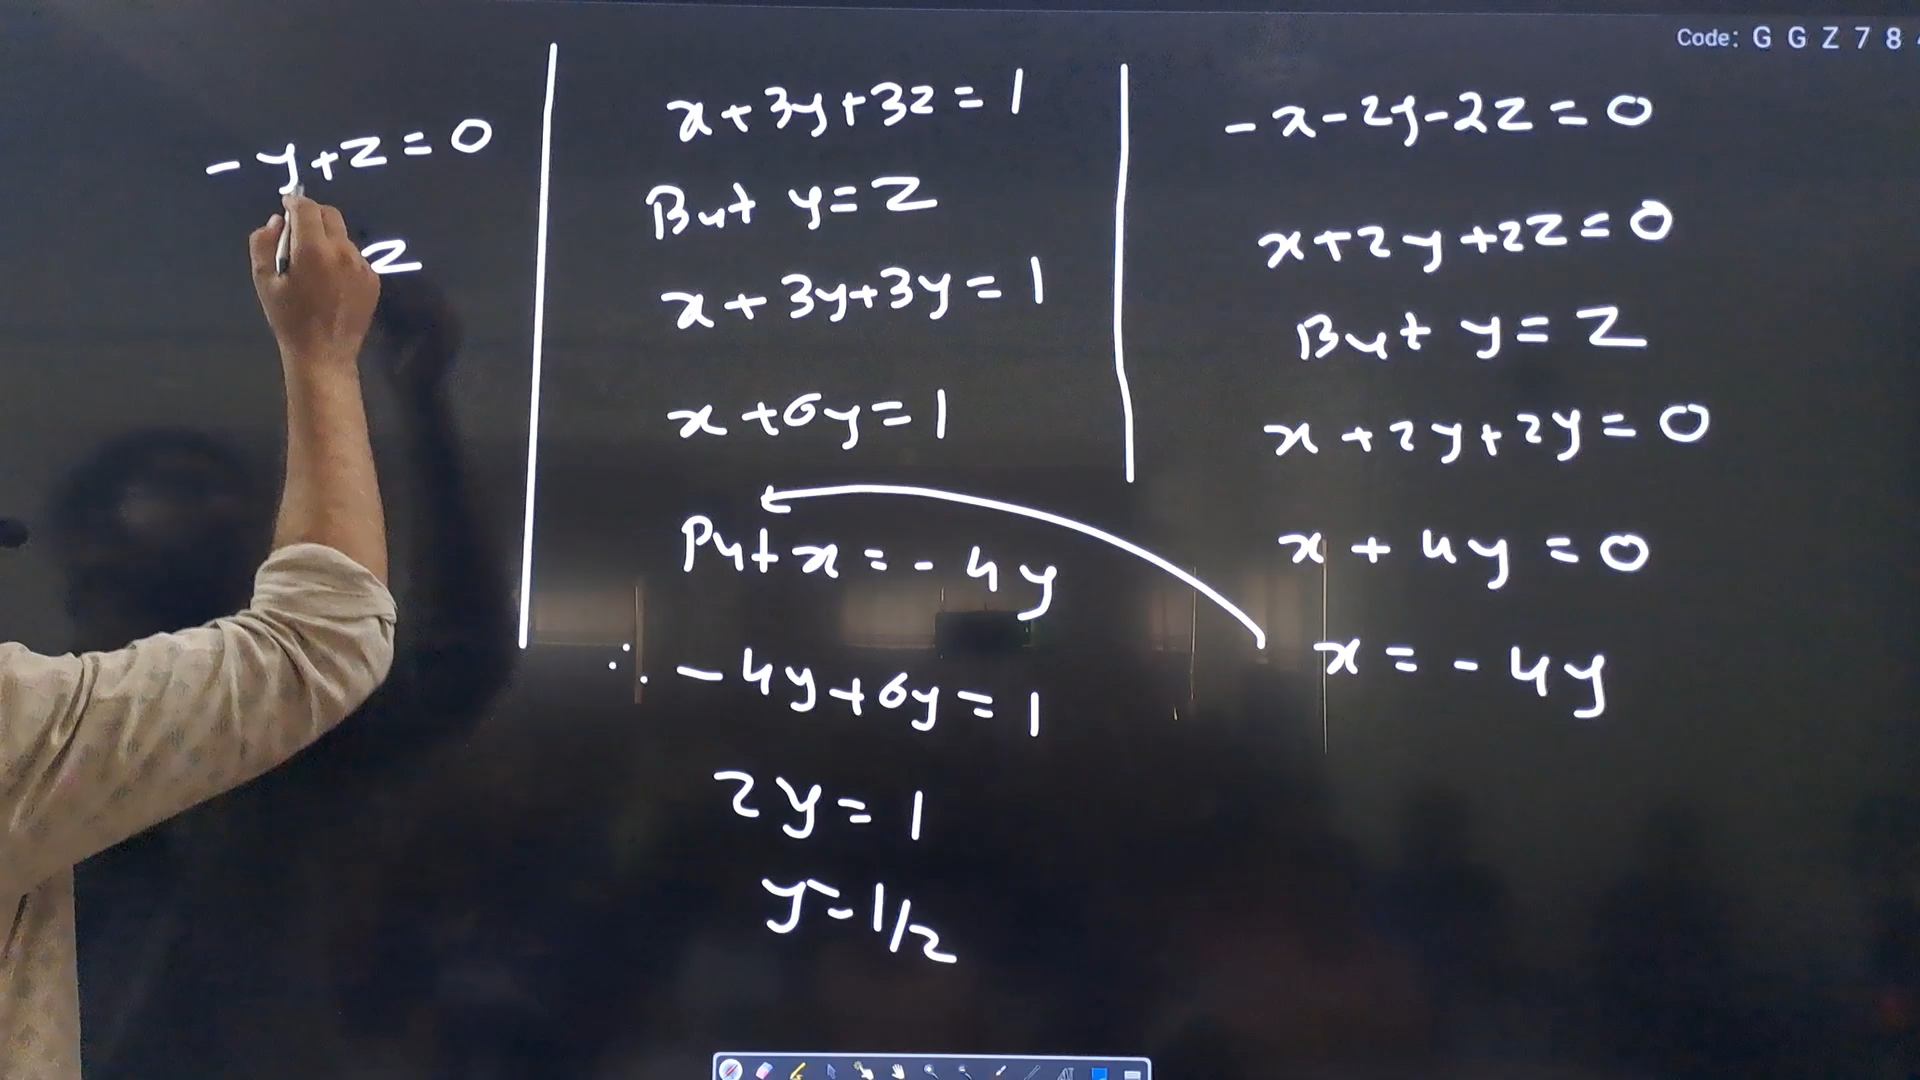 Code: G G Z 7 8
-y+z=0
z
x+3y+3z=1
But y=z
x+3y+3y=1
x+6y=1
Put x=-4y
∴ -4y+6y=1
2y=1
y=1/2
-x-2y-2z=0
x+2y+2z=0
But y=z
x+2y+2y=0
x+4y=0
x=-4y